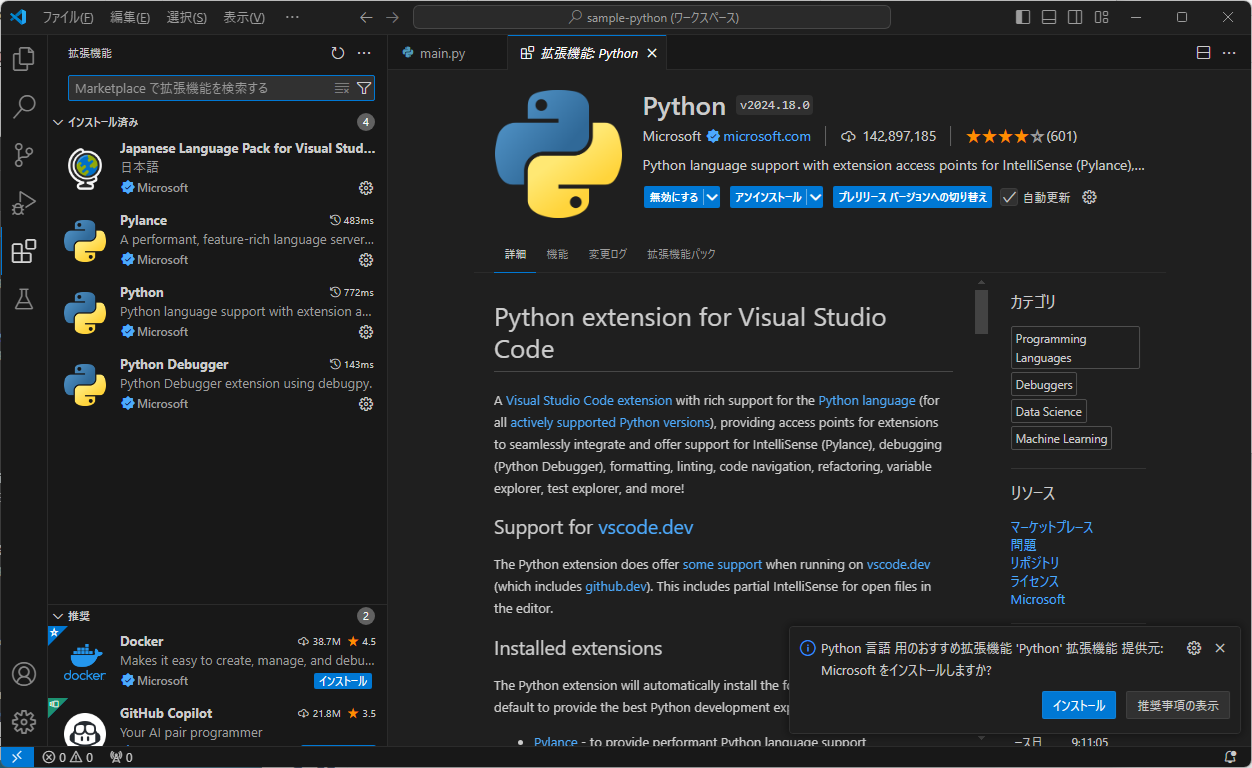 ファイル(F) 編集(E) 選択(S) 表示(V) ···
sample-python (ワークスペース)
拡張機能
Marketplace で拡張機能を検索する
インストール済み 4
Japanese Language Pack for Visual Stud...
日本語
Microsoft
Pylance 483ms
A performant, feature-rich language server...
Microsoft
Python 772ms
Python language support with extension a...
Microsoft
Python Debugger 143ms
Python Debugger extension using debugpy.
Microsoft
推奨 2
Docker 38.7M ★ 4.5
Makes it easy to create, manage, and debu...
Microsoft インストール
docker
GitHub Copilot 21.8M ★ 3.5
Your AI pair programmer
main.py
拡張機能: Python
Python v2024.18.0
Microsoft microsoft.com 142,897,185 ★★★★☆(601)
Python language support with extension access points for IntelliSense (Pylance),...
無効にする アンインストール プレリリース バージョンへの切り替え 自動更新
詳細 機能 変更ログ 拡張機能パック
Python extension for Visual Studio
Code
A Visual Studio Code extension with rich support for the Python language (for
all actively supported Python versions), providing access points for extensions
to seamlessly integrate and offer support for IntelliSense (Pylance), debugging
(Python Debugger), formatting, linting, code navigation, refactoring, variable
explorer, test explorer, and more!
Support for vscode.dev
The Python extension does offer some support when running on vscode.dev
(which includes github.dev). This includes partial IntelliSense for open files in
the editor.
Installed extensions
The Python extension will automatically install the fo
default to provide the best Python development exp
• Pylance - to provide performant Python language support
カテゴリ
Programming
Languages
Debuggers
Data Science
Machine Learning
リソース
マーケットプレース
問題
リポジトリ
ライセンス
Microsoft
Python 言語 用のおすすめ拡張機能 'Python' 拡張機能 提供元:
Microsoft をインストールしますか?
インストール 推奨事項の表示
ース日 9:11:05
0 0 0